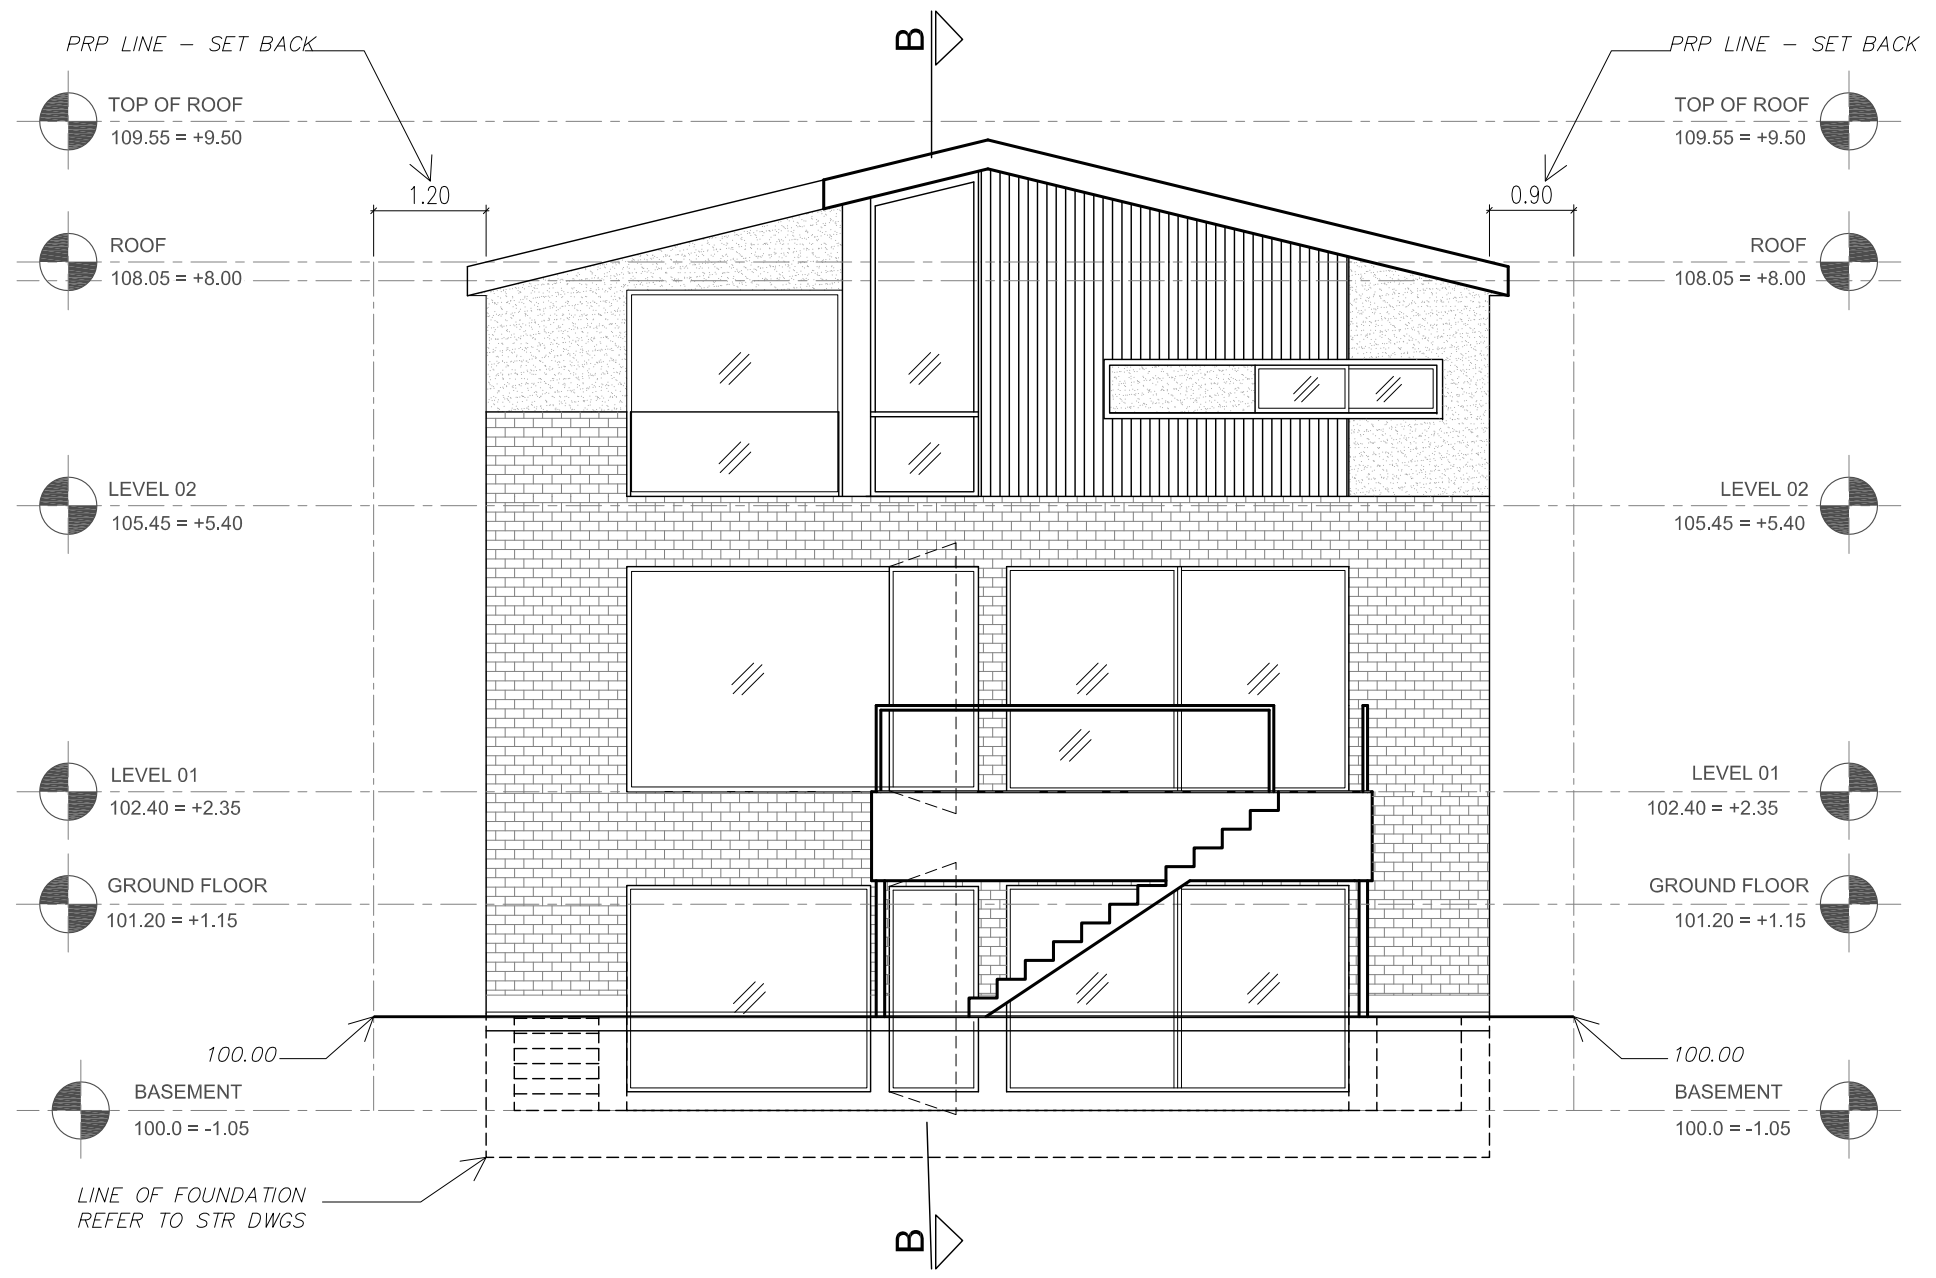 B
PRP LINE - SET BACK
PRP LINE - SET BACK
TOP OF ROOF
109.55 = +9.50
TOP OF ROOF
109.55 = +9.50
1.20
0.90
ROOF
108.05 = +8.00
ROOF
108.05 = +8.00
LEVEL 02
105.45 = +5.40
LEVEL 02
105.45 = +5.40
LEVEL 01
102.40 = +2.35
LEVEL 01
102.40 = +2.35
GROUND FLOOR
101.20 = +1.15
GROUND FLOOR
101.20 = +1.15
100.00
100.00
BASEMENT
100.0 = -1.05
BASEMENT
100.0 = -1.05
LINE OF FOUNDATION
REFER TO STR DWGS
B